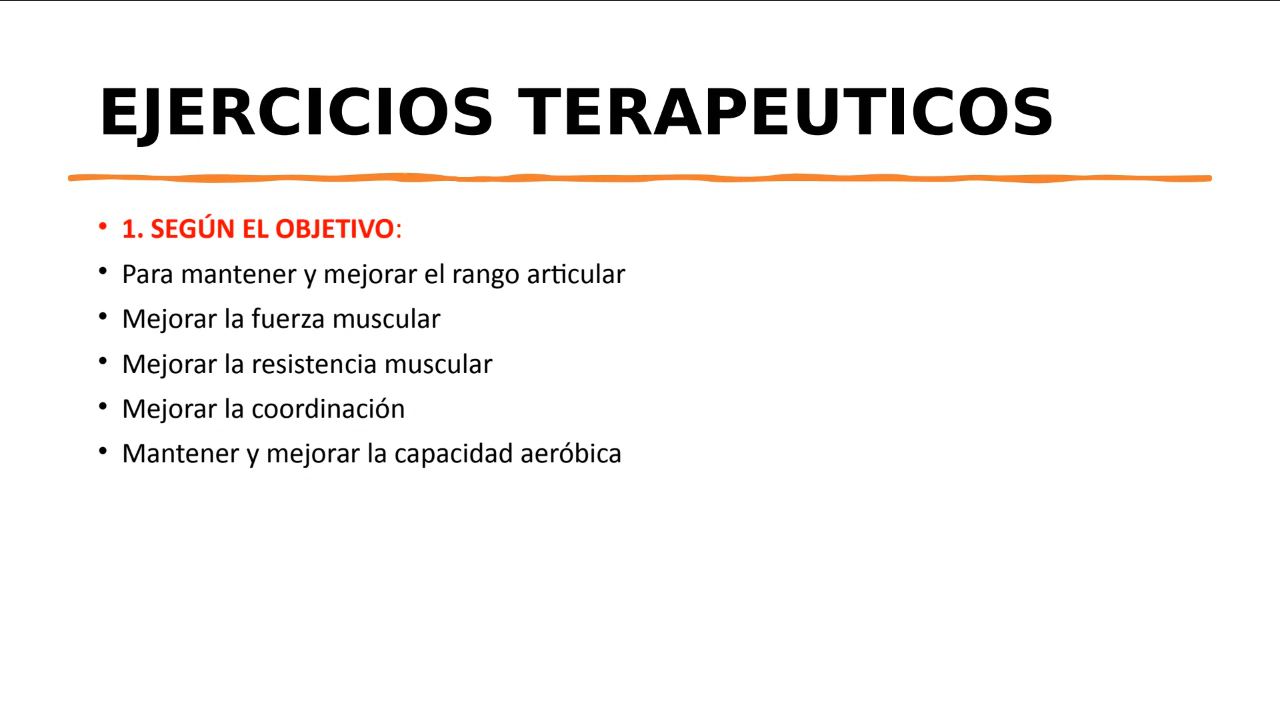 EJERCICIOS TERAPEUTICOS
• 1. SEGÚN EL OBJETIVO:
• Para mantener y mejorar el rango articular
• Mejorar la fuerza muscular
• Mejorar la resistencia muscular
• Mejorar la coordinación
• Mantener y mejorar la capacidad aeróbica